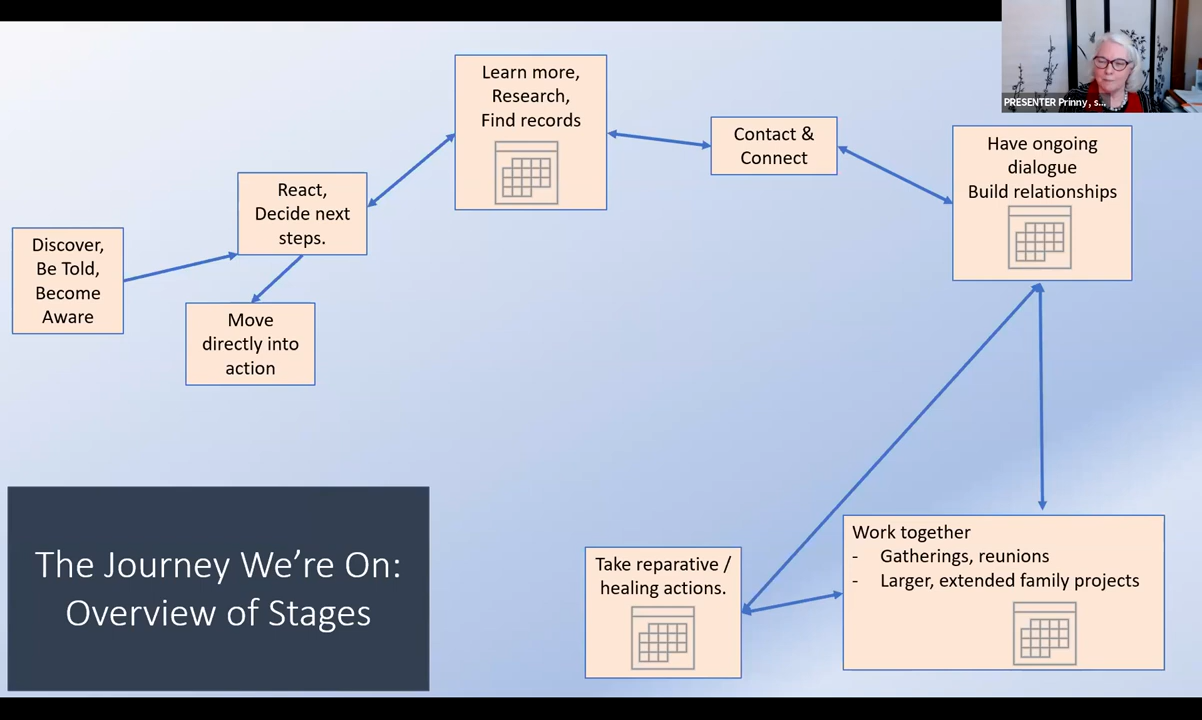 PRESENTER Prinny, s...
Learn more,
Research,
Find records
Contact &
Connect
Have ongoing
dialogue
Build relationships
React,
Decide next
steps.
Discover,
Be Told,
Become
Aware
Move
directly into
action
The Journey We're On:
Overview of Stages
Take reparative /
healing actions.
Work together
- Gatherings, reunions
- Larger, extended family projects